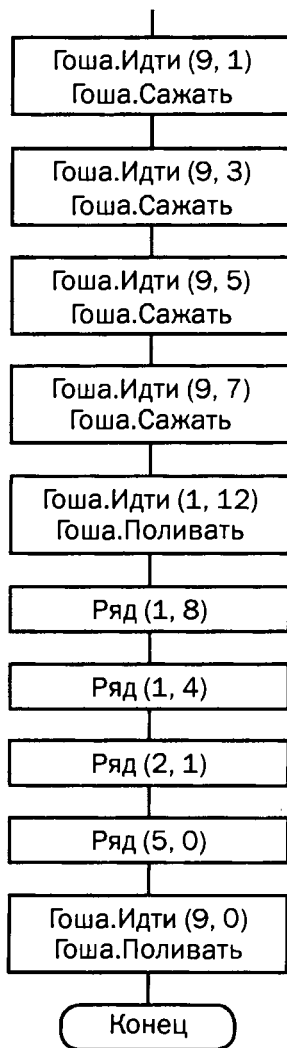 Гоша.Идти (9, 1)
Гоша.Сажать
Гоша.Идти (9, 3)
Гоша.Сажать
Гоша.Идти (9, 5)
Гоша.Сажать
Гоша.Идти (9, 7)
Гоша.Сажать
Гоша.Идти (1, 12)
Гоша.Поливать
Ряд (1, 8)
Ряд (1, 4)
Ряд (2, 1)
Ряд (5, 0)
Гоша.Идти (9, 0)
Гоша.Поливать
Конец